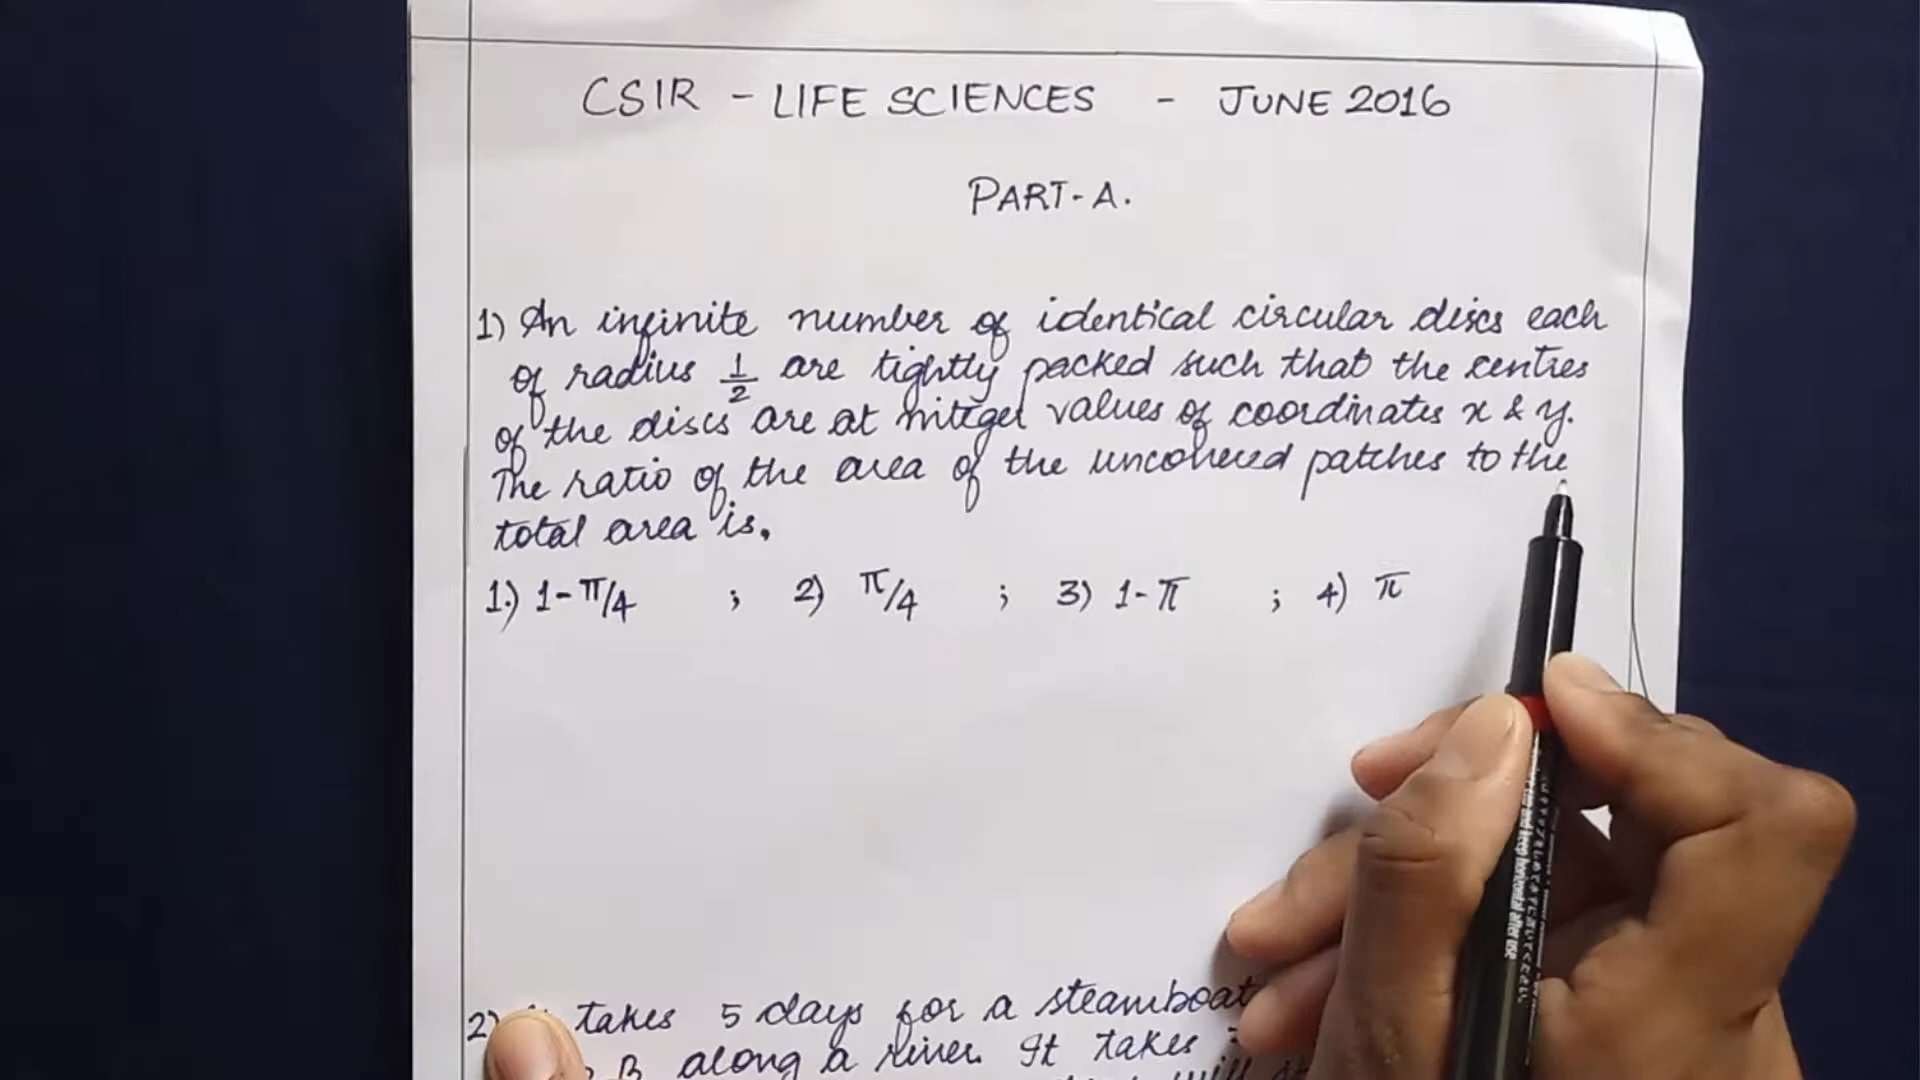 CSIR - LIFE SCIENCES - JUNE 2016
PART-A.
1) An infinite number of identical circular discs each
of radius 1/2 are tightly packed such that the centres
of the discs are at integer values of coordinates x & y.
The ratio of the area of the uncovered patches to the
total area is.
1.) 1-π/4 ; 2) π/4 ; 3) 1-π ; 4) π
2) takes 5 days for a steamboat
B along a river. It takes